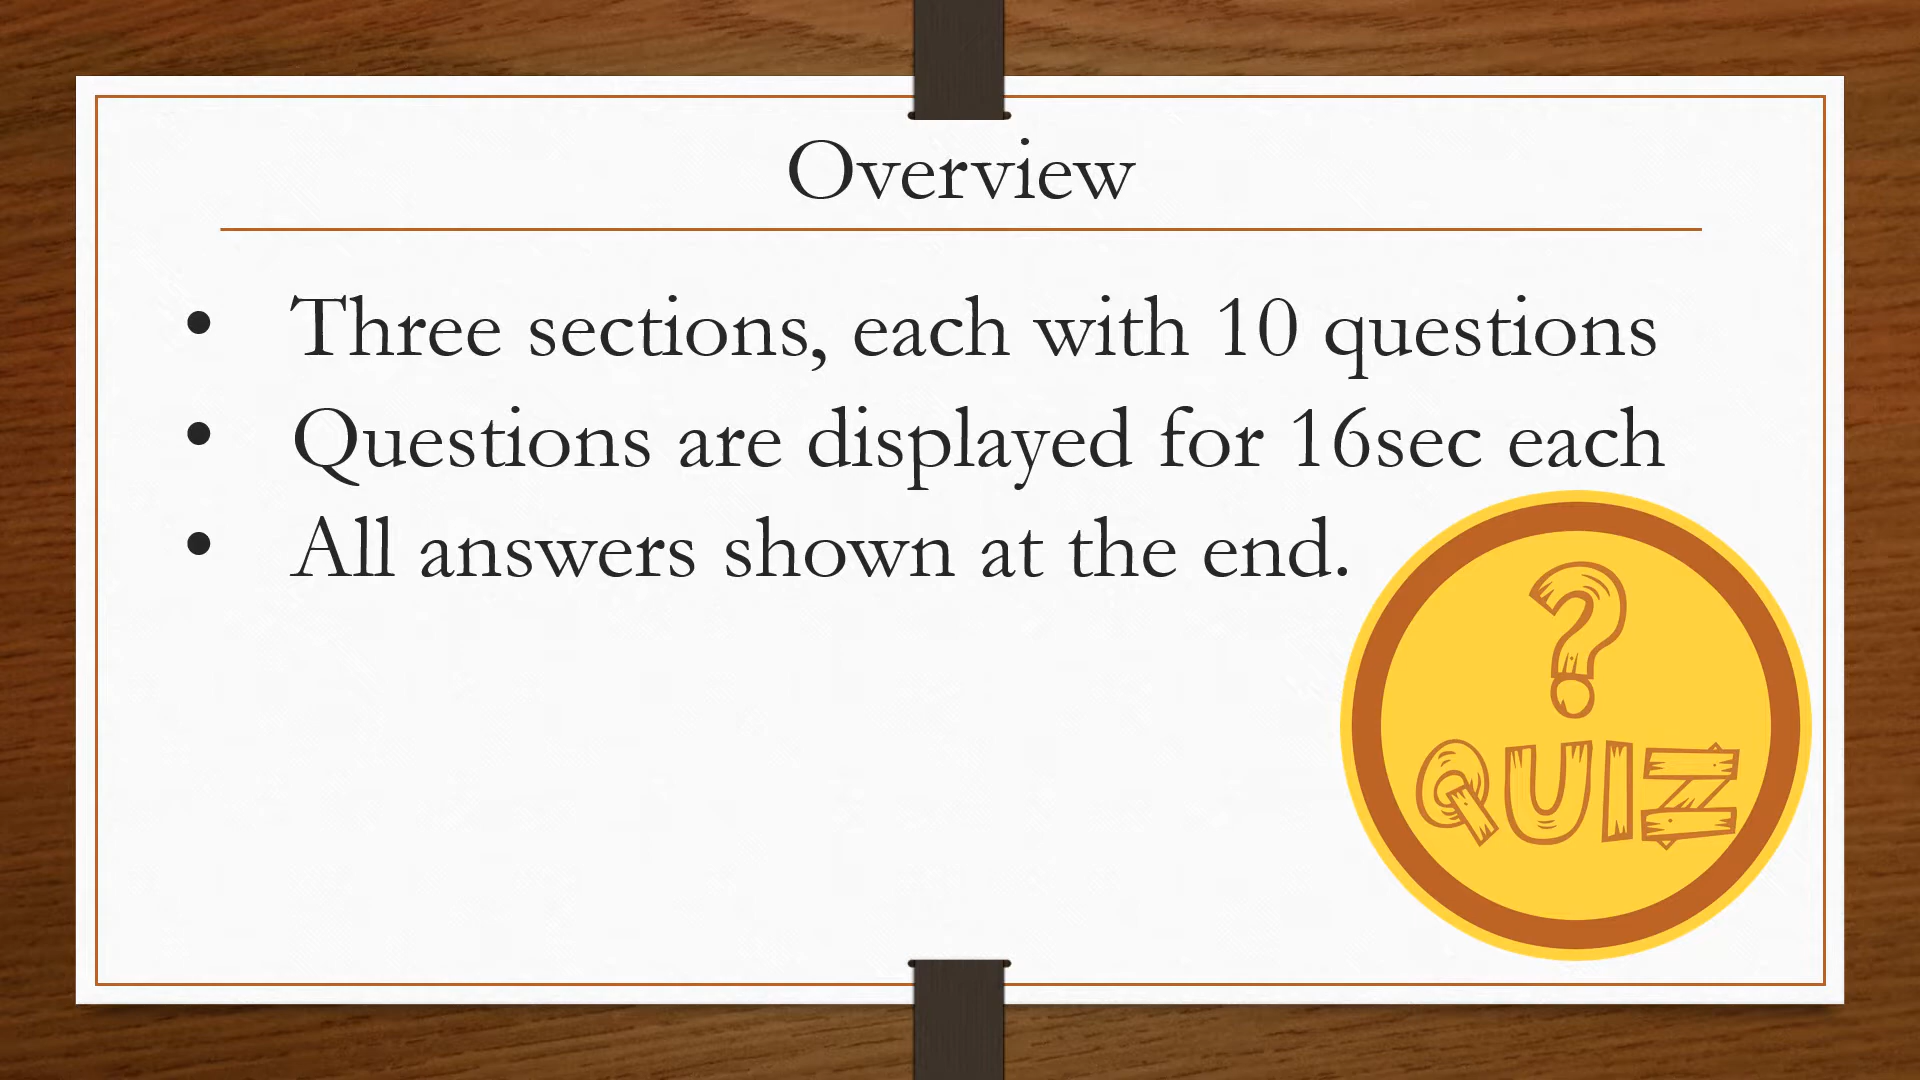 Overview
• Three sections, each with 10 questions
• Questions are displayed for 16sec each
• All answers shown at the end.
?
QUIZ